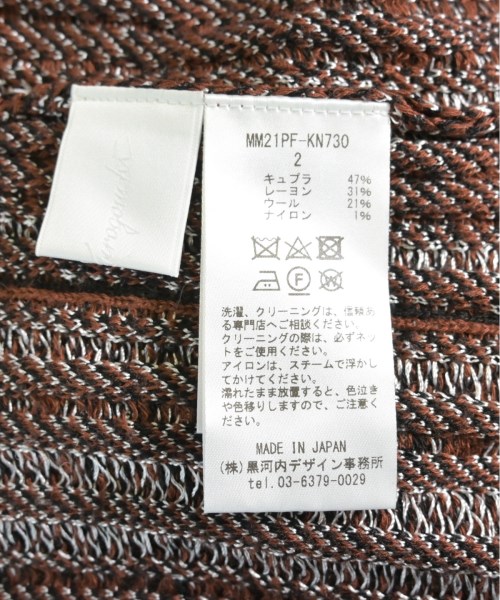 MM21PF-KN730
2
キュプラ 47%
レーヨン 31%
ウール 21%
ナイロン 1%
F W
洗濯、クリーニングは、信頼あ
る専門店へご相談ください。
クリーニングの際は、必ずネッ
トをご使用ください。
アイロンは、スチームで浮かし
てかけてください。
濡れたまま放置すると、色泣き
や色移りしますので、ご注意く
ださい。
MADE IN JAPAN
(株)黒河内デザイン事務所
tel.03-6379-0029